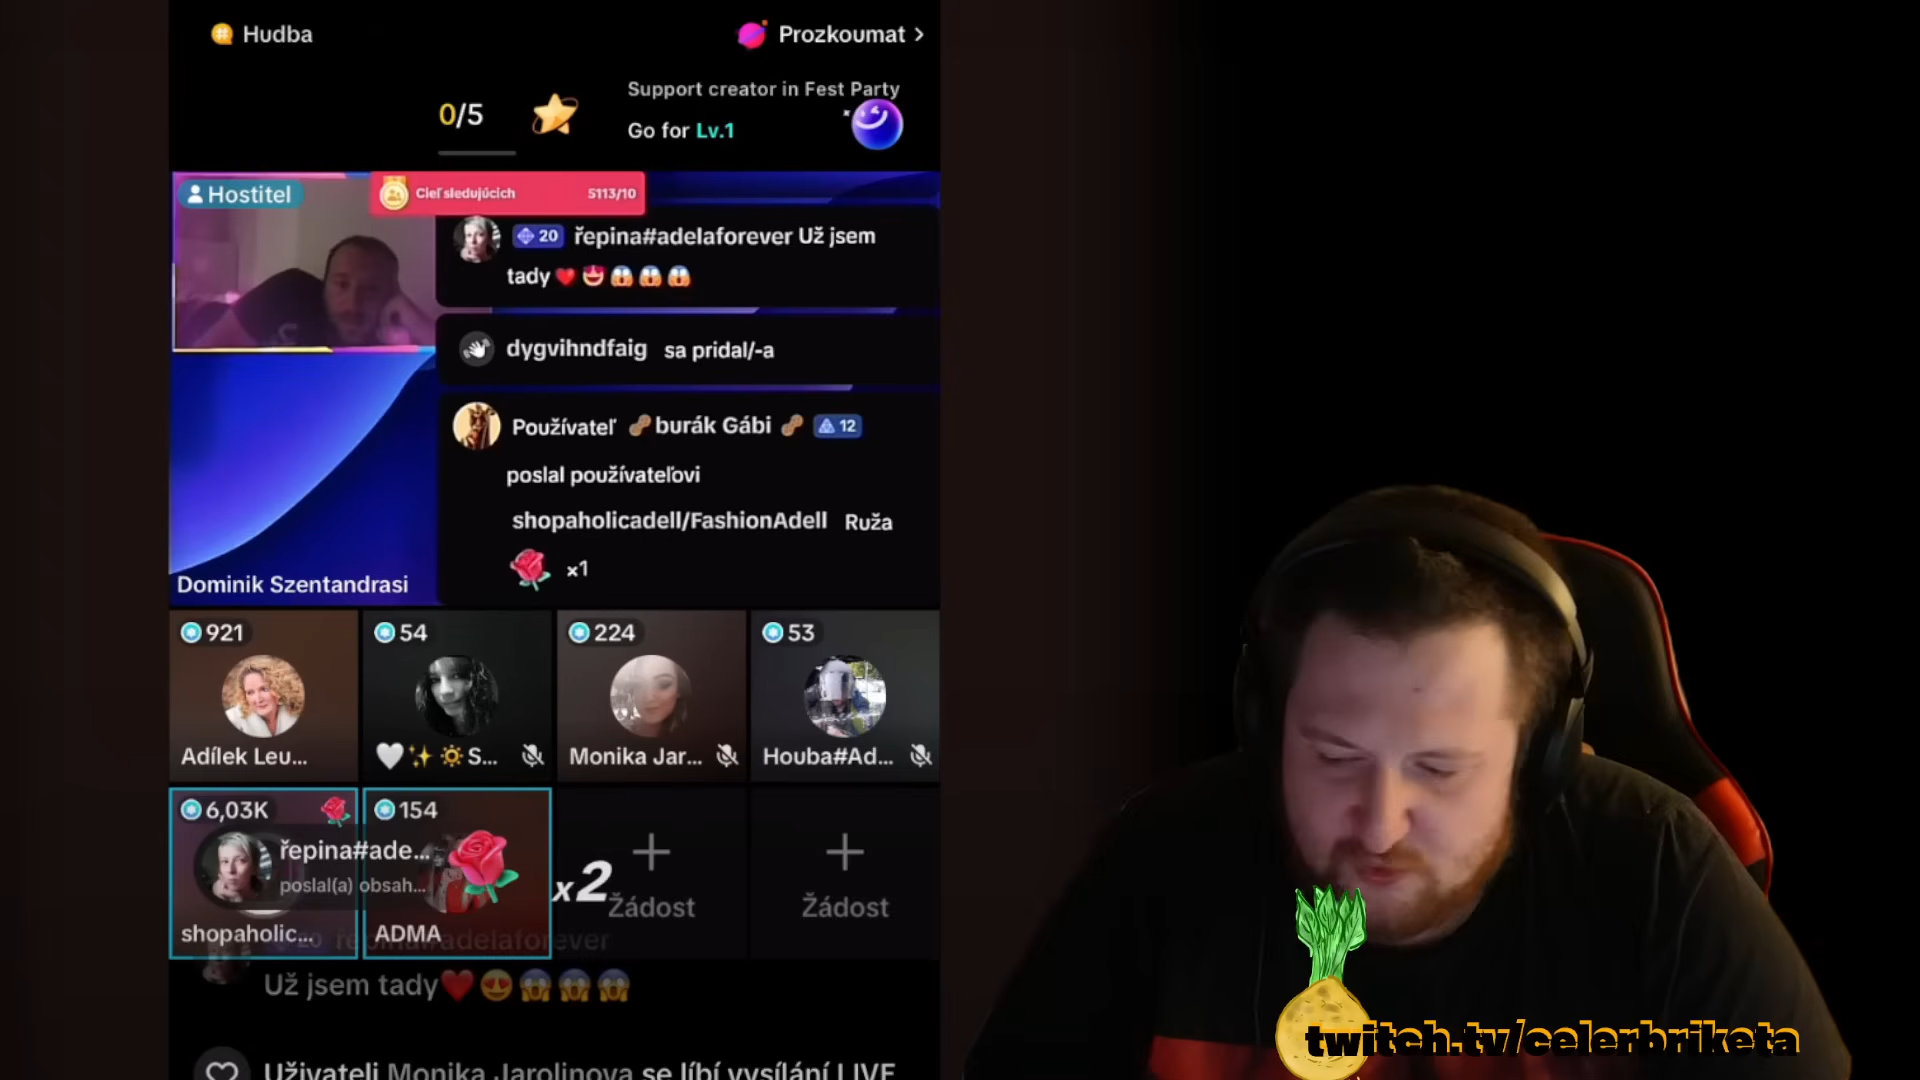 Hudba
Prozkoumat >
0/5
Support creator in Fest Party
Go for Lv.1
Hostitel
Cieľ sledujúcich 5113/10
20 řepina#adelaforever Už jsem
tady
dygvihndfaig sa pridal/-a
Používateľ burák Gábi 12
poslal používateľovi
shopaholicadell/FashionAdell Ruža
x1
Dominik Szentandrasi
921
54
224
53
Adílek Leu...
S...
Monika Jar...
Houba#Ad...
6,03K
154
řepina#ade...
poslal(a) obsah...
x2
Žádost
Žádost
shopaholic...
ADMA
20 řepina#adelaforever
Už jsem tady
Uživateli Monika Jarolinova se líbí vysílání LIVE
twitch.tv/celerbriketa